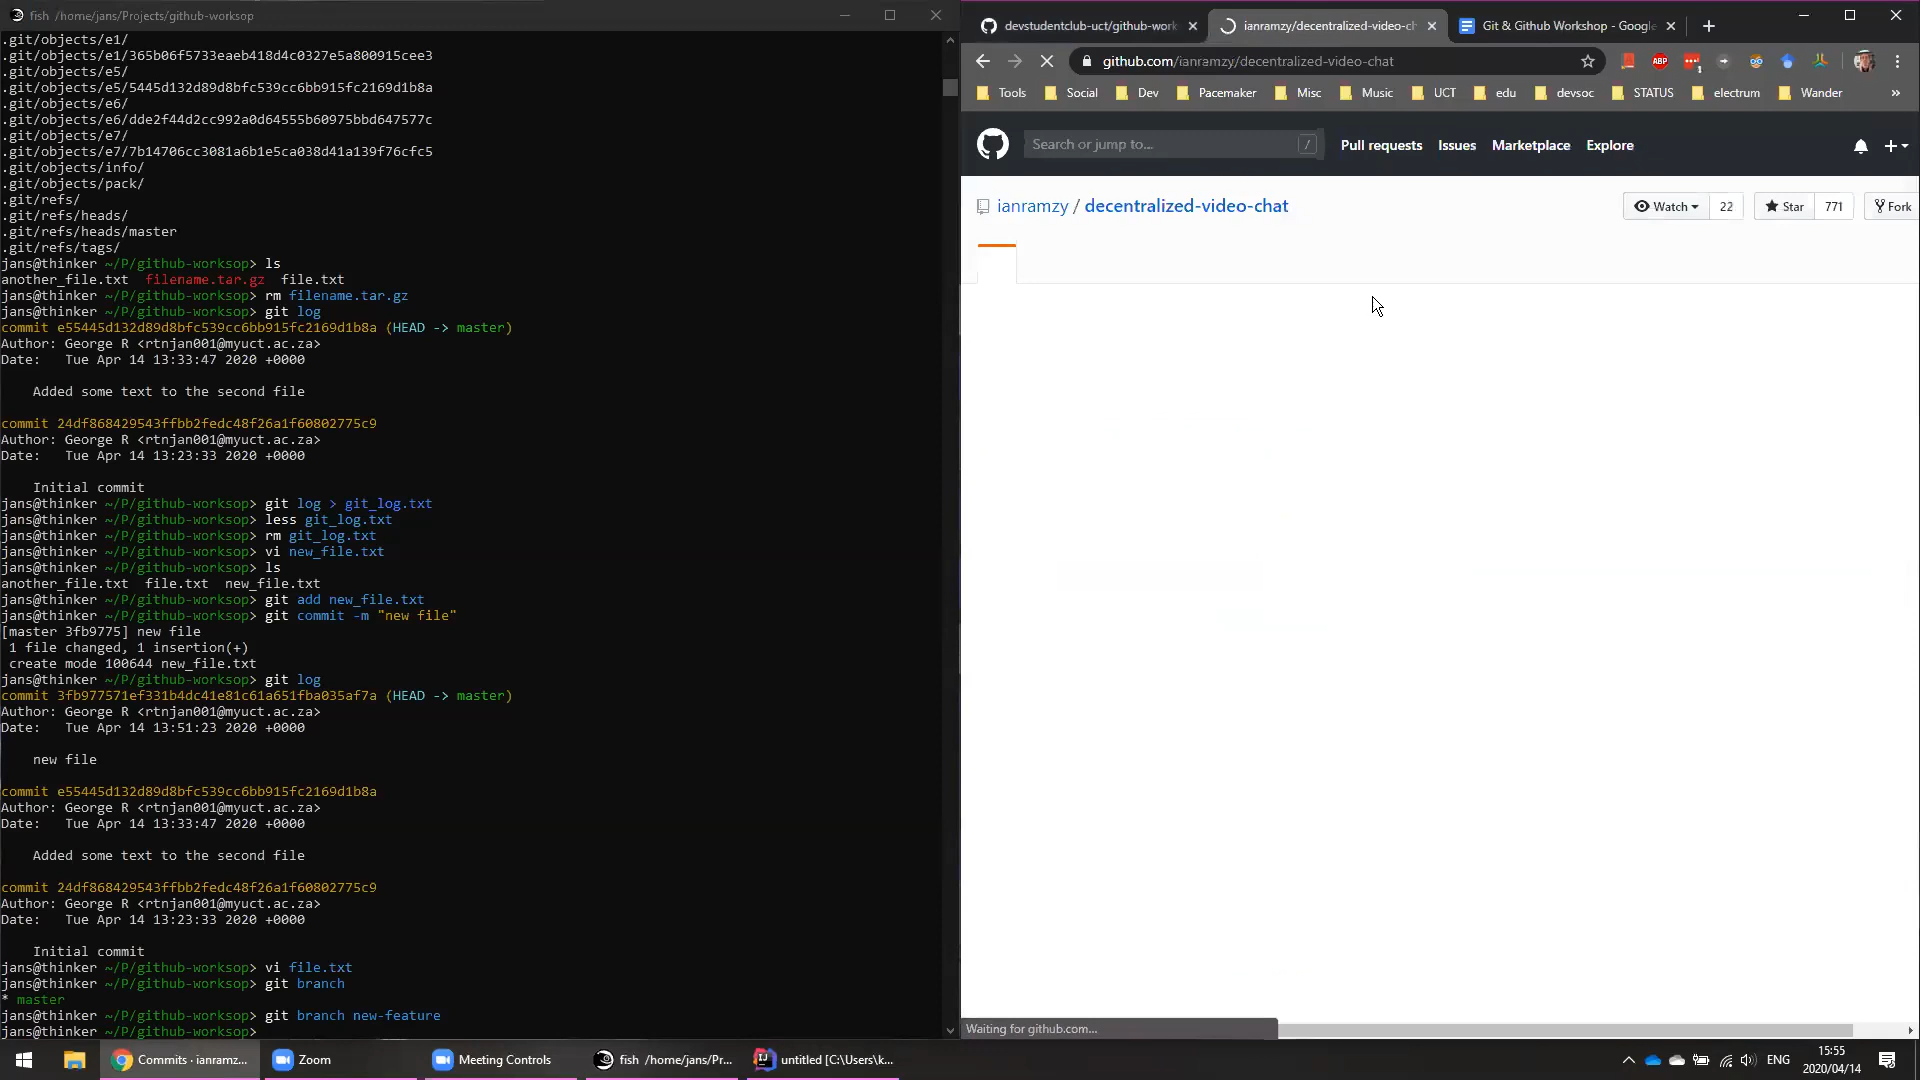 fish  /home/jans/Projects/github-worksop
.git/objects/e1/
.git/objects/e1/365b06f5733eaeb418d4c0327e5a800915cee3
.git/objects/e5/
.git/objects/e5/5445d132d89d8bfc539cc6bb915fc2169d1b8a
.git/objects/e6/
.git/objects/e6/dde2f44d2cc992a0d64555b60975bbd647577c
.git/objects/e7/
.git/objects/e7/7b14706cc3081a6b1e5ca038d41a139f76cfc5
.git/objects/info/
.git/objects/pack/
.git/refs/
.git/refs/heads/
.git/refs/heads/master
.git/refs/tags/
jans@thinker ~/P/github-worksop> ls
another_file.txt  filename.tar.gz  file.txt
jans@thinker ~/P/github-worksop> rm filename.tar.gz
jans@thinker ~/P/github-worksop> git log
commit e55445d132d89d8bfc539cc6bb915fc2169d1b8a (HEAD -> master)
Author: George R <rtnjan001@myuct.ac.za>
Date:   Tue Apr 14 13:33:47 2020 +0000
    Added some text to the second file
commit 24df868429543ffbb2fedc48f26a1f60802775c9
Author: George R <rtnjan001@myuct.ac.za>
Date:   Tue Apr 14 13:23:33 2020 +0000
    Initial commit
jans@thinker ~/P/github-worksop> git log > git_log.txt
jans@thinker ~/P/github-worksop> less git_log.txt
jans@thinker ~/P/github-worksop> rm git_log.txt
jans@thinker ~/P/github-worksop> vi new_file.txt
jans@thinker ~/P/github-worksop> ls
another_file.txt  file.txt  new_file.txt
jans@thinker ~/P/github-worksop> git add new_file.txt
jans@thinker ~/P/github-worksop> git commit -m "new file"
[master 3fb9775] new file
 1 file changed, 1 insertion(+)
 create mode 100644 new_file.txt
jans@thinker ~/P/github-worksop> git log
commit 3fb977571ef331b4dc41e81c61a651fba035af7a (HEAD -> master)
Author: George R <rtnjan001@myuct.ac.za>
Date:   Tue Apr 14 13:51:23 2020 +0000
    new file
commit e55445d132d89d8bfc539cc6bb915fc2169d1b8a
Author: George R <rtnjan001@myuct.ac.za>
Date:   Tue Apr 14 13:33:47 2020 +0000
    Added some text to the second file
commit 24df868429543ffbb2fedc48f26a1f60802775c9
Author: George R <rtnjan001@myuct.ac.za>
Date:   Tue Apr 14 13:23:33 2020 +0000
    Initial commit
jans@thinker ~/P/github-worksop> vi file.txt
jans@thinker ~/P/github-worksop> git branch
* master
jans@thinker ~/P/github-worksop> git branch new-feature
jans@thinker ~/P/github-worksop>
devstudentclub-uct/github-work ianramzy/decentralized-video-ch Git & Github Workshop - Google
github.com/ianramzy/decentralized-video-chat ABP 1
Tools Social Dev Pacemaker Misc Music UCT edu devsoc STATUS electrum Wander »
Search or jump to... / Pull requests Issues Marketplace Explore
ianramzy / decentralized-video-chat Watch 22 Star 771 Fork
Waiting for github.com...
Commits · ianramz... Zoom Meeting Controls fish /home/jans/Pr... untitled [C:\Users\k... ENG 15:55
2020/04/14